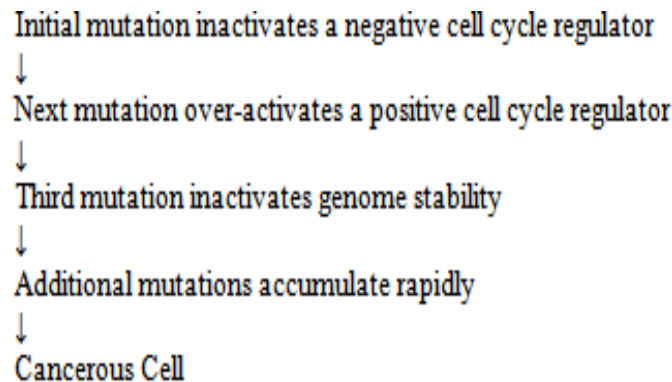 Initial mutation inactivates a negative cell cycle regulator
↓
Next mutation over-activates a positive cell cycle regulator
↓
Third mutation inactivates genome stability
↓
Additional mutations accumulate rapidly
↓
Cancerous Cell